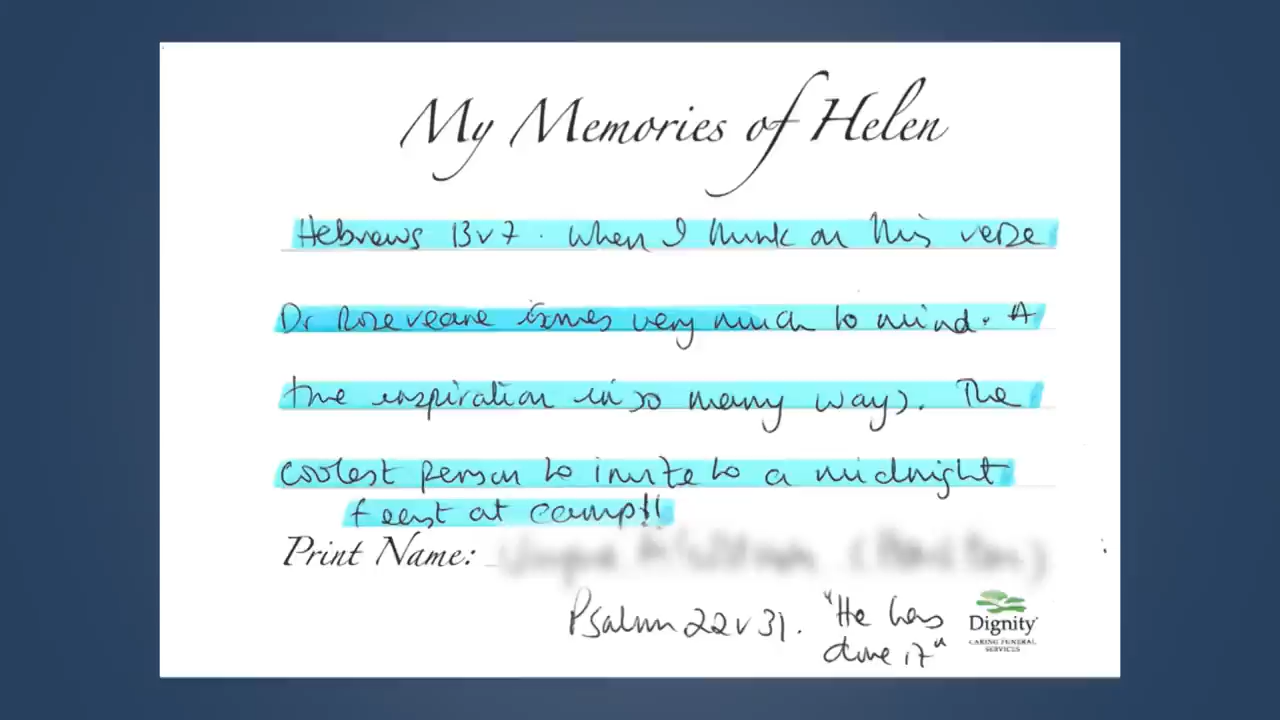 My Memories of Helen
Hebrews 13v7. When I think on this verse
Dr Roseveare comes very much to mind. A
true inspiration in so many ways. The
coolest person to invite to a midnight
feast at camp!!
Print Name:
Psalm 22v31. "He has
done it"
Dignity
CARING FUNERAL
SERVICES